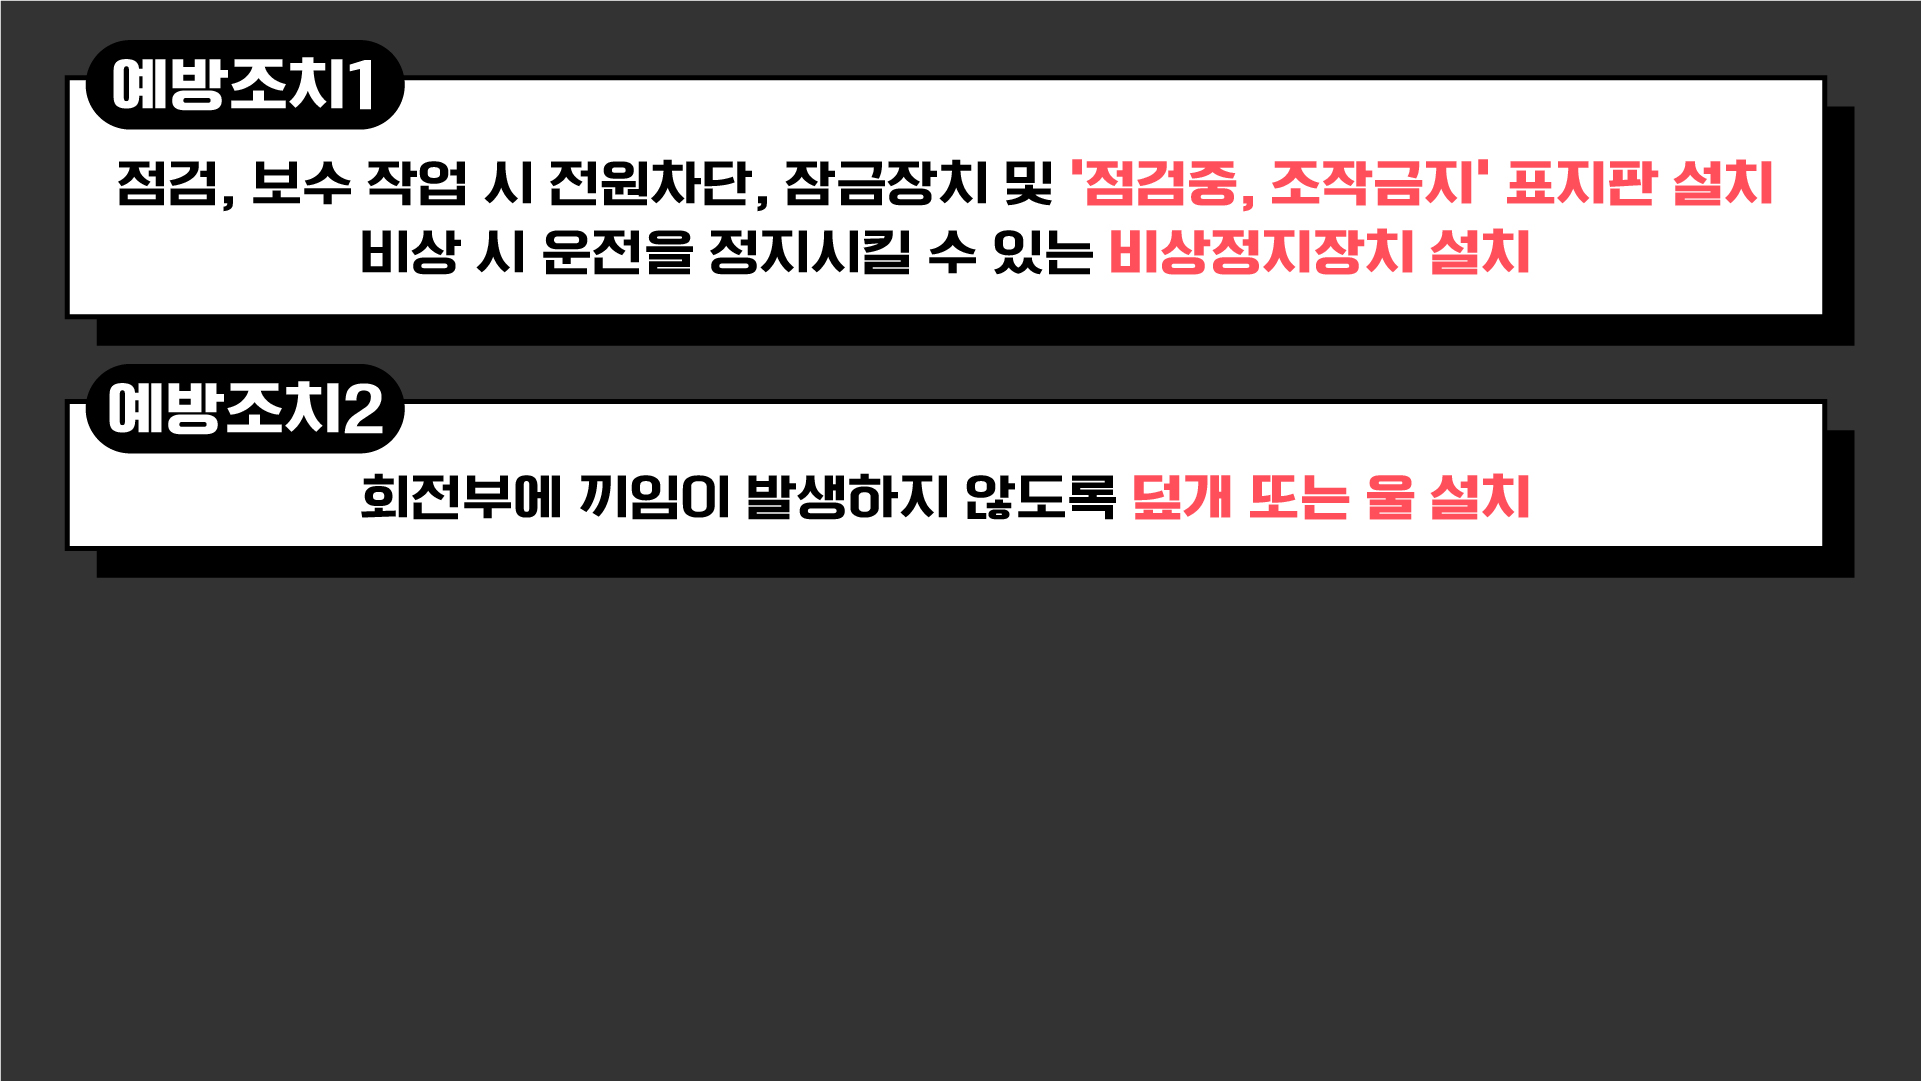 예방조치1
점검, 보수 작업 시 전원차단, 잠금장치 및 '점검중, 조작금지' 표지판 설치
비상 시 운전을 정지시킬 수 있는 비상정지장치 설치
예방조치2
회전부에 끼임이 발생하지 않도록 덮개 또는 울 설치